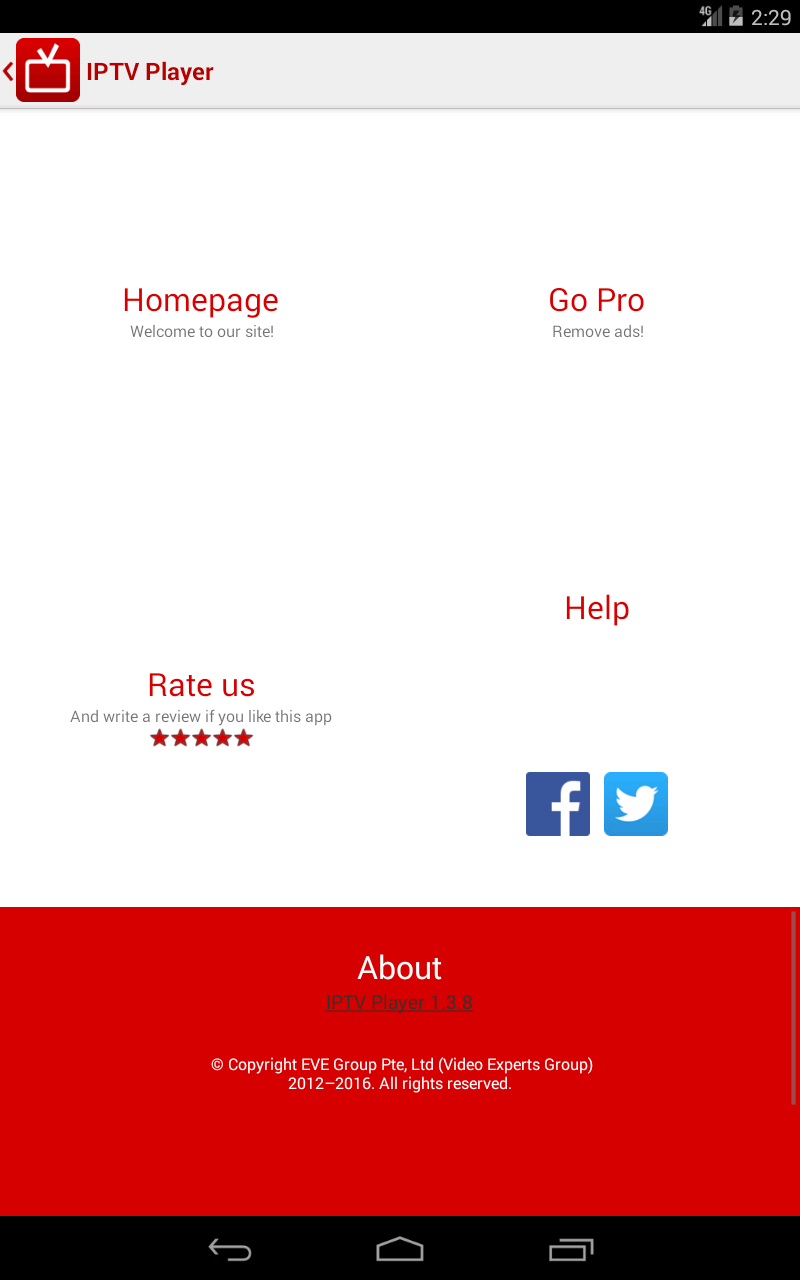 4G 2:29
IPTV Player
Homepage
Welcome to our site!
Go Pro
Remove ads!
Help
Rate us
And write a review if you like this app
About
IPTV Player 1.3.8
© Copyright EVE Group Pte, Ltd (Video Experts Group)
2012–2016. All rights reserved.